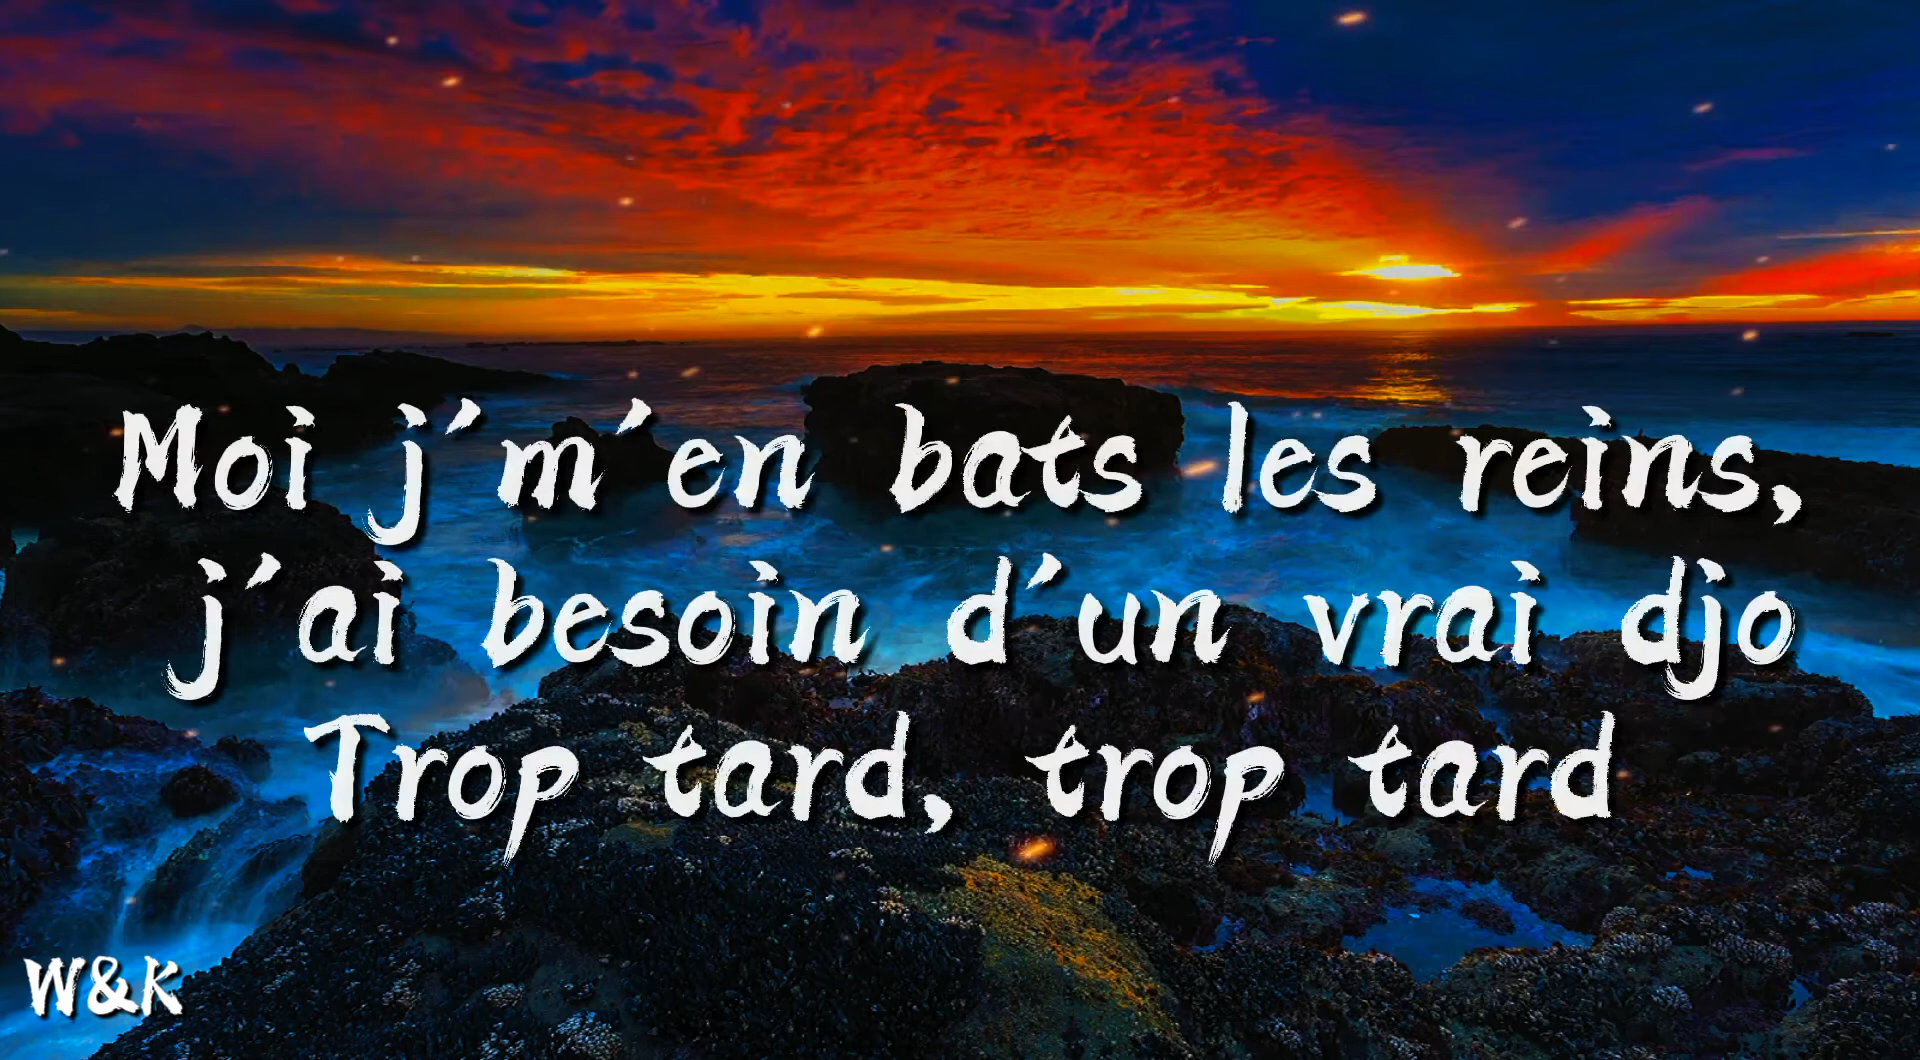 Moi j'm'en bats les reins,
j'ai besoin d'un vrai djo
Trop tard, trop tard
W&K